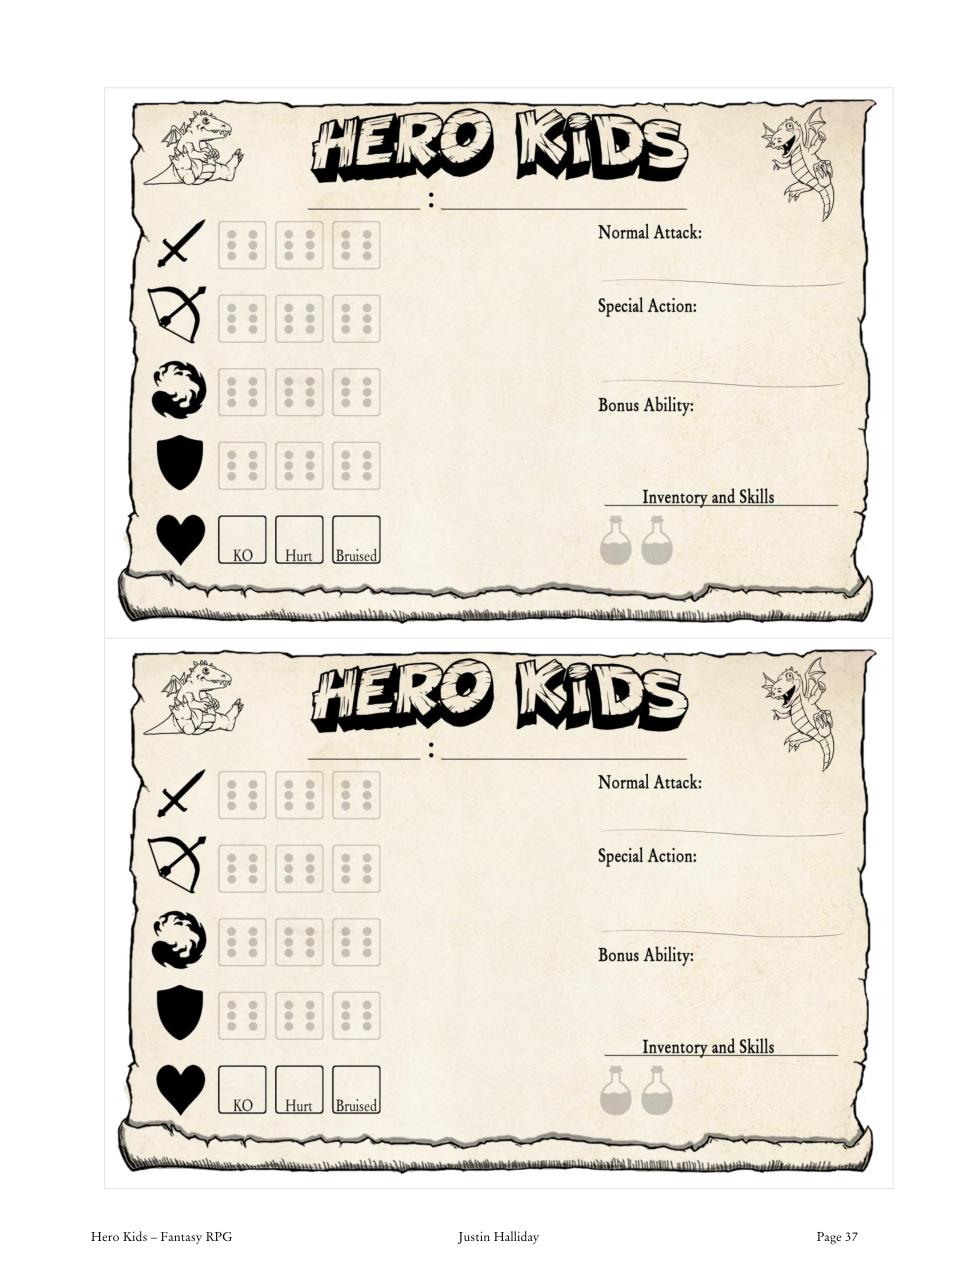 HERO KiDS
:
Normal Attack:
Special Action:
Bonus Ability:
Inventory and Skills
KO Hurt Bruised
HERO KiDS
:
Normal Attack:
Special Action:
Bonus Ability:
Inventory and Skills
KO Hurt Bruised
Hero Kids – Fantasy RPG Justin Halliday Page 37